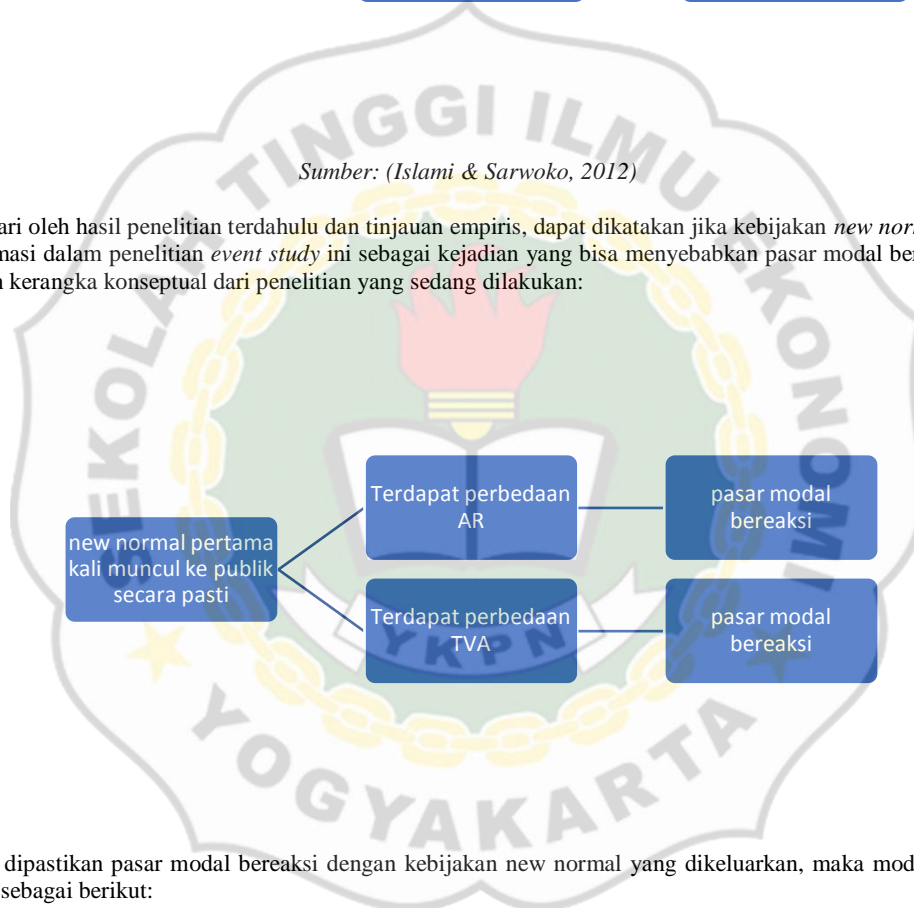 Sumber: (Islami & Sarwoko, 2012)
ari oleh hasil penelitian terdahulu dan tinjauan empiris, dapat dikatakan jika kebijakan new nor
masi dalam penelitian event study ini sebagai kejadian yang bisa menyebabkan pasar modal ber
kerangka konseptual dari penelitian yang sedang dilakukan:
new normal pertama
kali muncul ke publik
secara pasti
Terdapat perbedaan
AR
pasar modal
bereaksi
Terdapat perbedaan
TVA
pasar modal
bereaksi
dipastikan pasar modal bereaksi dengan kebijakan new normal yang dikeluarkan, maka mod
sebagai berikut:
SEKOLAH TINGGI ILMU EKONOMI
YKPN
YOGYAKARTA